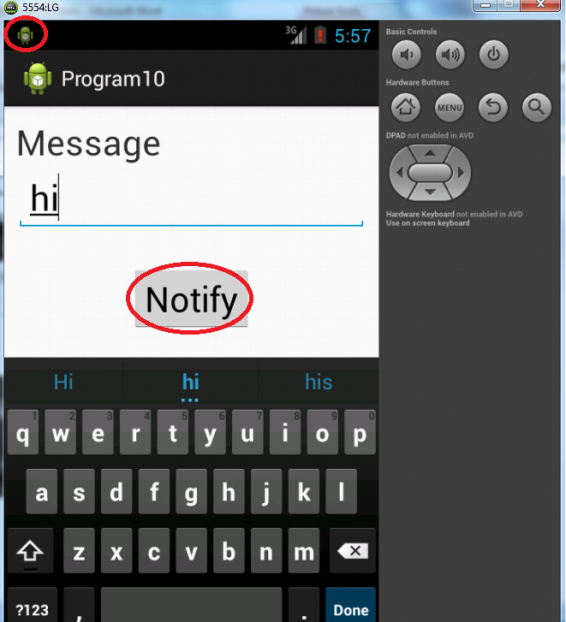 5554:LG
3G 5:57
Program10
Message
hi
Notify
Hi hi his
1 2 3 4 5 6 7 8 9 0
q w e r t y u i o p
a s d f g h j k l
z x c v b n m
?123 , . Done
Basic Controls
Hardware Buttons
MENU
DPAD not enabled in AVD
Hardware Keyboard not enabled in AVD
Use on screen keyboard